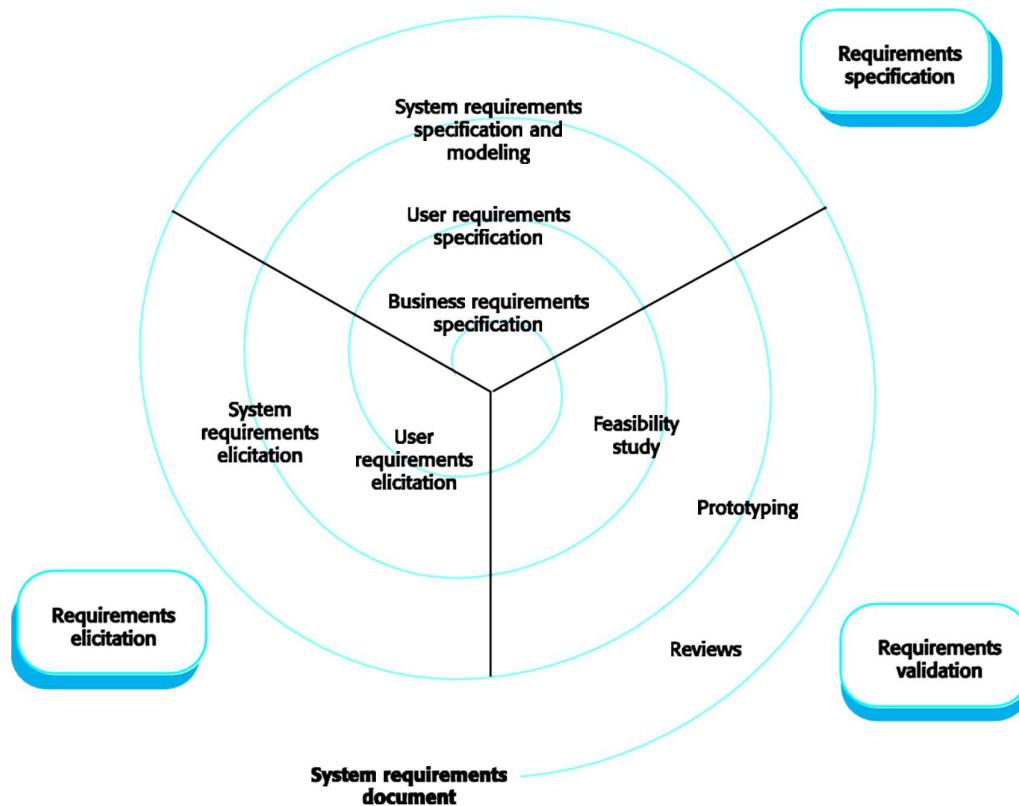 Requirements
specification
System requirements
specification and
modeling
User requirements
specification
Business requirements
specification
System
requirements
elicitation
User
requirements
elicitation
Feasibility
study
Prototyping
Requirements
elicitation
Reviews
Requirements
validation
System requirements
document